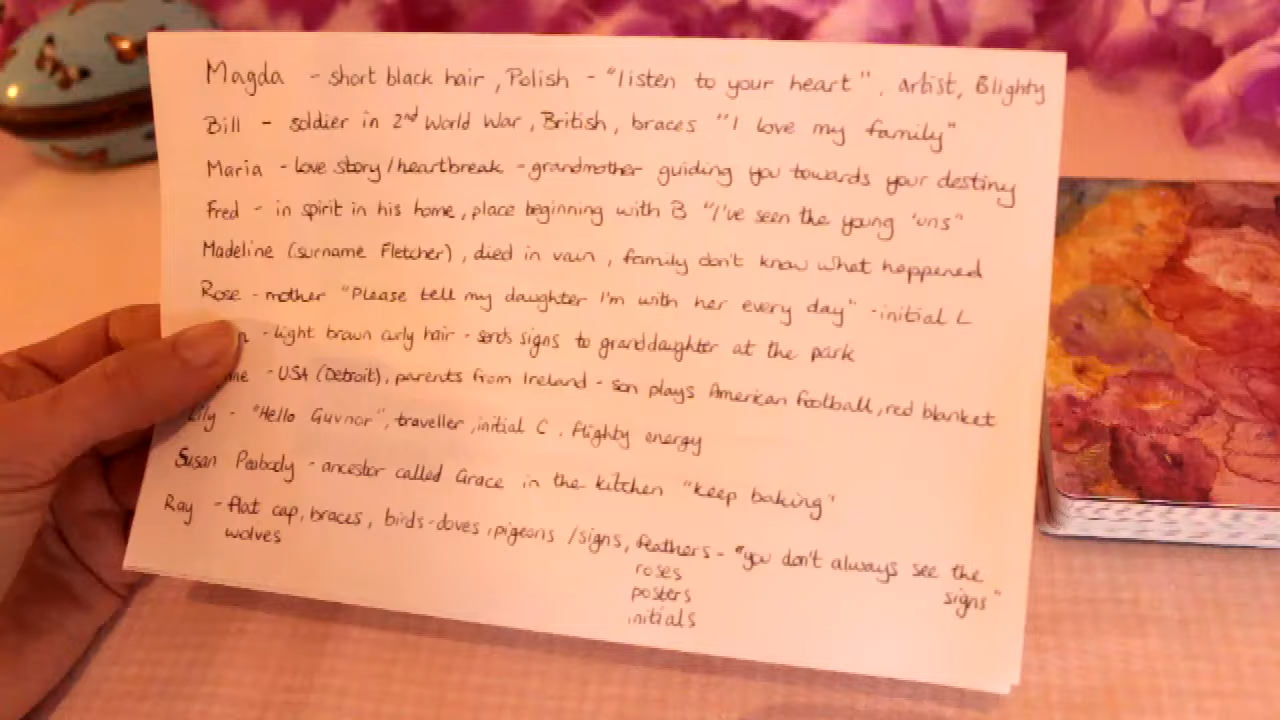 Magda - short black hair, Polish - "listen to your heart". artist, Blighty
Bill - soldier in 2nd World War, British, braces "I love my family"
Maria - love story/heartbreak - grandmother guiding you towards your destiny
Fred - in spirit in his home, place beginning with B "I've seen the young 'uns"
Madeline (surname Fletcher), died in vain, family don't know what happened
Rose - mother "Please tell my daughter I'm with her every day" - initial L
- light brown curly hair - sends signs to granddaughter at the park
- USA (Detroit), parents from Ireland - son plays American football, red blanket
Lily - "Hello Guvnor", traveller, initial C. flighty energy
Susan Peabody - ancestor called Grace in the kitchen "keep baking"
Ray - flat cap, braces, birds-doves, pigeons /signs, feathers - "you don't always see the
wolves
roses
signs"
posters
initials